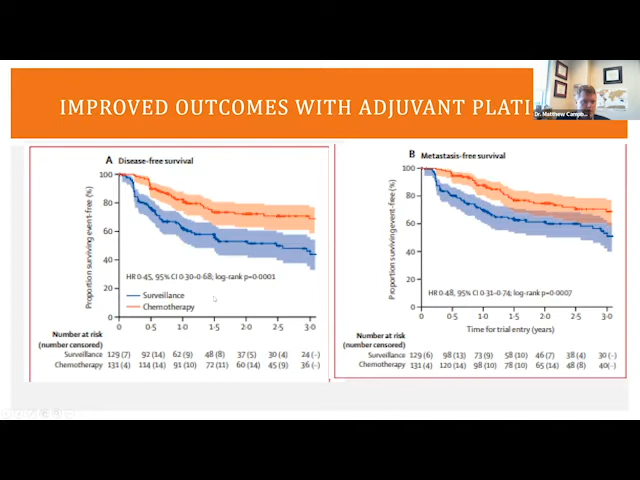 IMPROVED OUTCOMES WITH ADJUVANT PLATI
Dr. Matthew Campb...
A Disease-free survival
Proportion surviving event-free (%)
100
80
60
40
20
0
HR 0·45, 95% CI 0·30-0·68; log-rank p=0·0001
Surveillance
Chemotherapy
0 0·5 1·0 1·5 2·0 2·5 3·0
Number at risk
(number censored)
Surveillance 129 (7) 92 (14) 62 (9) 48 (8) 37 (5) 30 (4) 24 (–)
Chemotherapy 131 (4) 114 (14) 91 (10) 72 (11) 60 (14) 45 (9) 36 (–)
B Metastasis-free survival
Proportion surviving event-free (%)
100
80
60
40
20
0
HR 0·48, 95% CI 0·31-0·74; log-rank p=0·0007
0 0·5 1·0 1·5 2·0 2·5 3·0
Time for trial entry (years)
Number at risk
(number censored)
Surveillance 129 (6) 98 (13) 73 (9) 58 (10) 46 (7) 38 (4) 30 (–)
Chemotherapy 131 (4) 120 (14) 98 (10) 78 (10) 65 (14) 48 (8) 40(–)